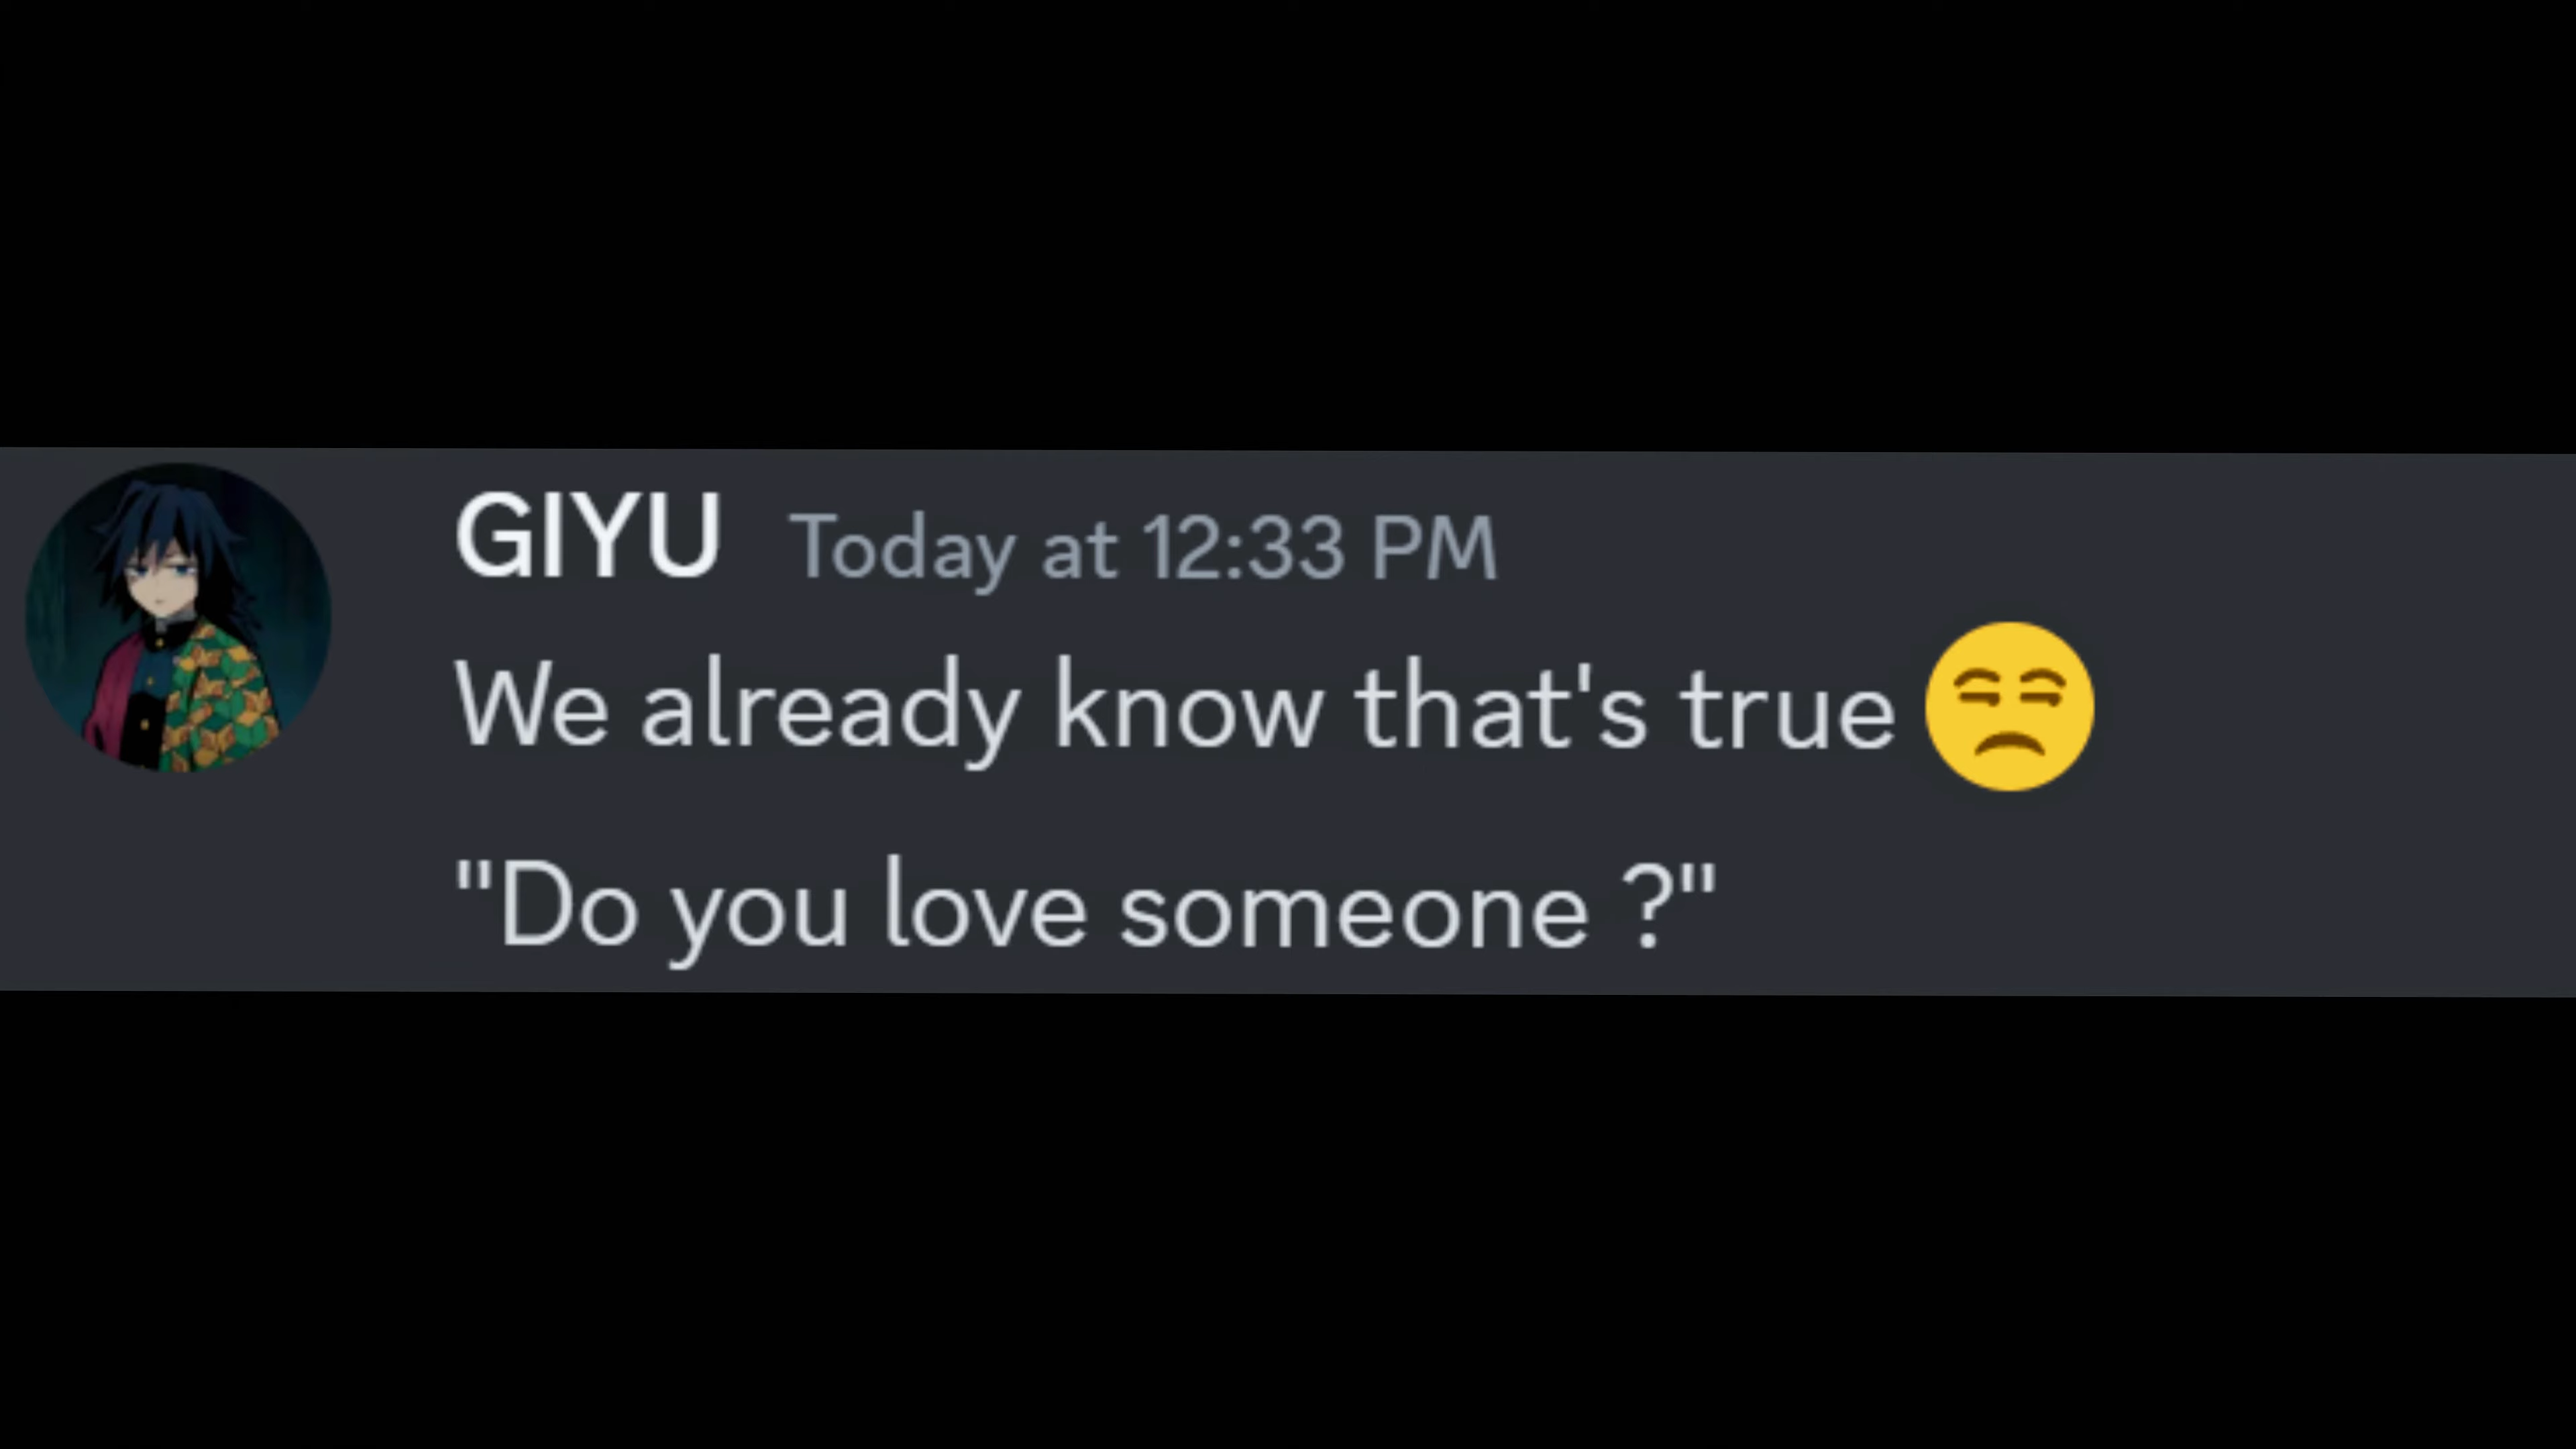 GIYU Today at 12:33 PM
We already know that's true 😒
"Do you love someone ?"